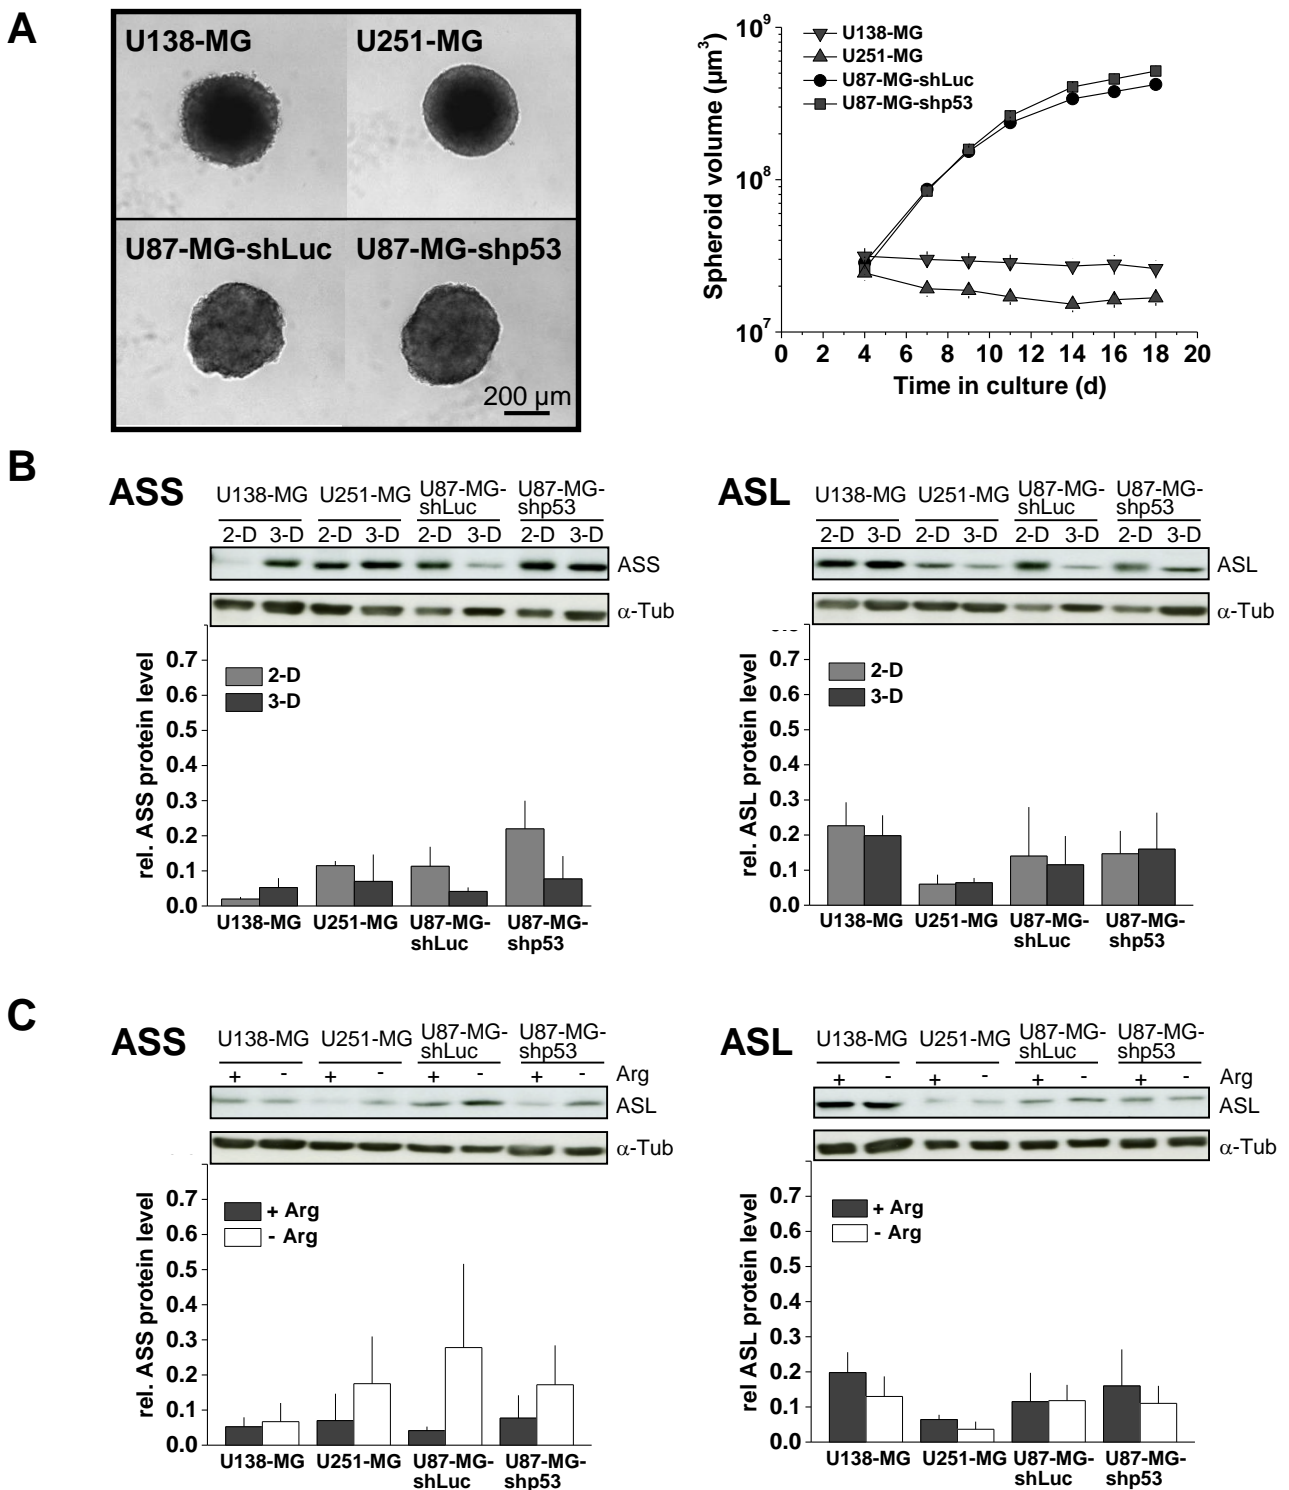 A
U138-MG
U251-MG
U87-MG-shLuc
U87-MG-shp53
200 µm
Spheroid volume (µm³)
10⁹
10⁸
10⁷
U138-MG
U251-MG
U87-MG-shLuc
U87-MG-shp53
0 2 4 6 8 10 12 14 16 18 20
Time in culture (d)
B
ASS
U138-MG U251-MG U87-MG-shLuc U87-MG-shp53
2-D 3-D 2-D 3-D 2-D 3-D 2-D 3-D
ASS
α-Tub
rel. ASS protein level
0.7
0.6
0.5
0.4
0.3
0.2
0.1
0.0
2-D
3-D
U138-MG U251-MG U87-MG-shLuc U87-MG-shp53
ASL
U138-MG U251-MG U87-MG-shLuc U87-MG-shp53
2-D 3-D 2-D 3-D 2-D 3-D 2-D 3-D
ASL
α-Tub
rel. ASL protein level
0.7
0.6
0.5
0.4
0.3
0.2
0.1
0.0
2-D
3-D
U138-MG U251-MG U87-MG-shLuc U87-MG-shp53
C
ASS
U138-MG U251-MG U87-MG-shLuc U87-MG-shp53
+ - + - + - + - Arg
ASL
α-Tub
rel. ASS protein level
0.7
0.6
0.5
0.4
0.3
0.2
0.1
0.0
+ Arg
- Arg
U138-MG U251-MG U87-MG-shLuc U87-MG-shp53
ASL
U138-MG U251-MG U87-MG-shLuc U87-MG-shp53
+ - + - + - + - Arg
ASL
α-Tub
rel ASL protein level
0.7
0.6
0.5
0.4
0.3
0.2
0.1
0.0
+ Arg
- Arg
U138-MG U251-MG U87-MG-shLuc U87-MG-shp53